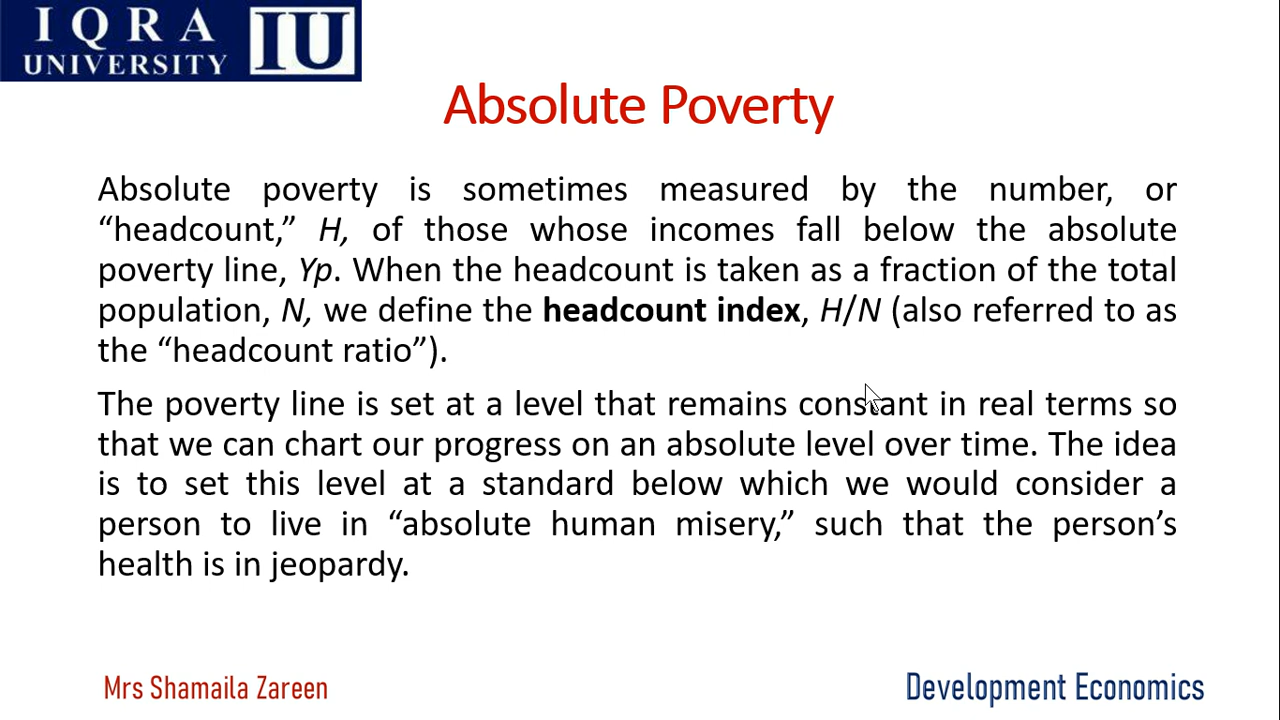 IQRA
UNIVERSITY
IU
Absolute Poverty
Absolute poverty is sometimes measured by the number, or
“headcount,” H, of those whose incomes fall below the absolute
poverty line, Yp. When the headcount is taken as a fraction of the total
population, N, we define the headcount index, H/N (also referred to as
the “headcount ratio”).
The poverty line is set at a level that remains constant in real terms so
that we can chart our progress on an absolute level over time. The idea
is to set this level at a standard below which we would consider a
person to live in “absolute human misery,” such that the person’s
health is in jeopardy.
Mrs Shamaila Zareen
Development Economics